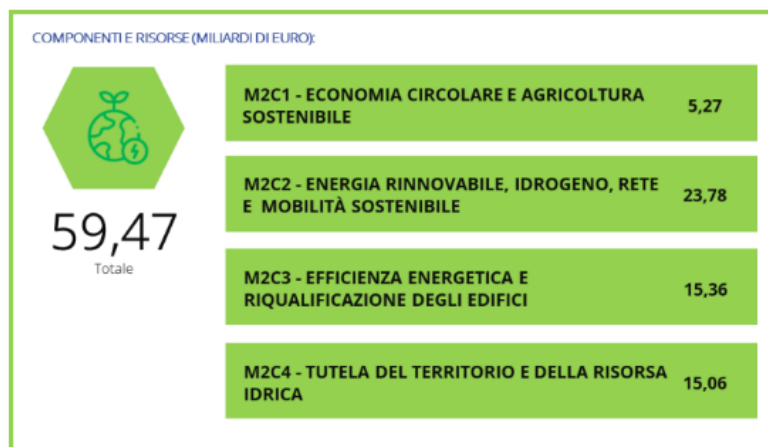 COMPONENTI E RISORSE (MILIARDI DI EURO):
59,47
Totale
M2C1 - ECONOMIA CIRCOLARE E AGRICOLTURA
SOSTENIBILE
5,27
M2C2 - ENERGIA RINNOVABILE, IDROGENO, RETE
E MOBILITÀ SOSTENIBILE
23,78
M2C3 - EFFICIENZA ENERGETICA E
RIQUALIFICAZIONE DEGLI EDIFICI
15,36
M2C4 - TUTELA DEL TERRITORIO E DELLA RISORSA
IDRICA
15,06